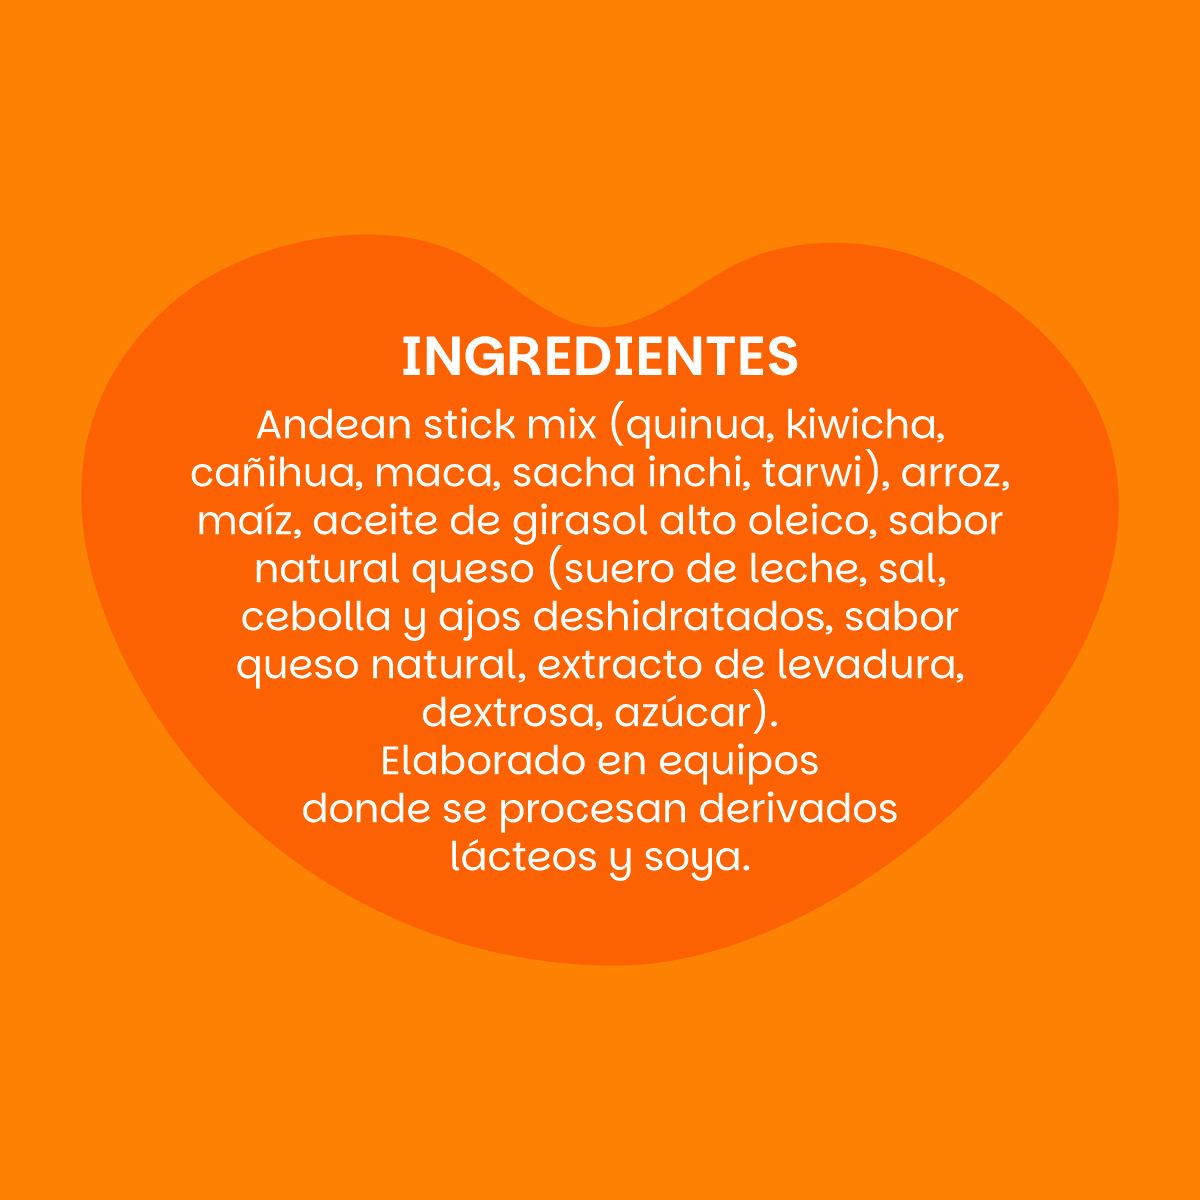 INGREDIENTES
Andean stick mix (quinua, kiwicha,
cañihua, maca, sacha inchi, tarwi), arroz,
maíz, aceite de girasol alto oleico, sabor
natural queso (suero de leche, sal,
cebolla y ajos deshidratados, sabor
queso natural, extracto de levadura,
dextrosa, azúcar).
Elaborado en equipos
donde se procesan derivados
lácteos y soya.